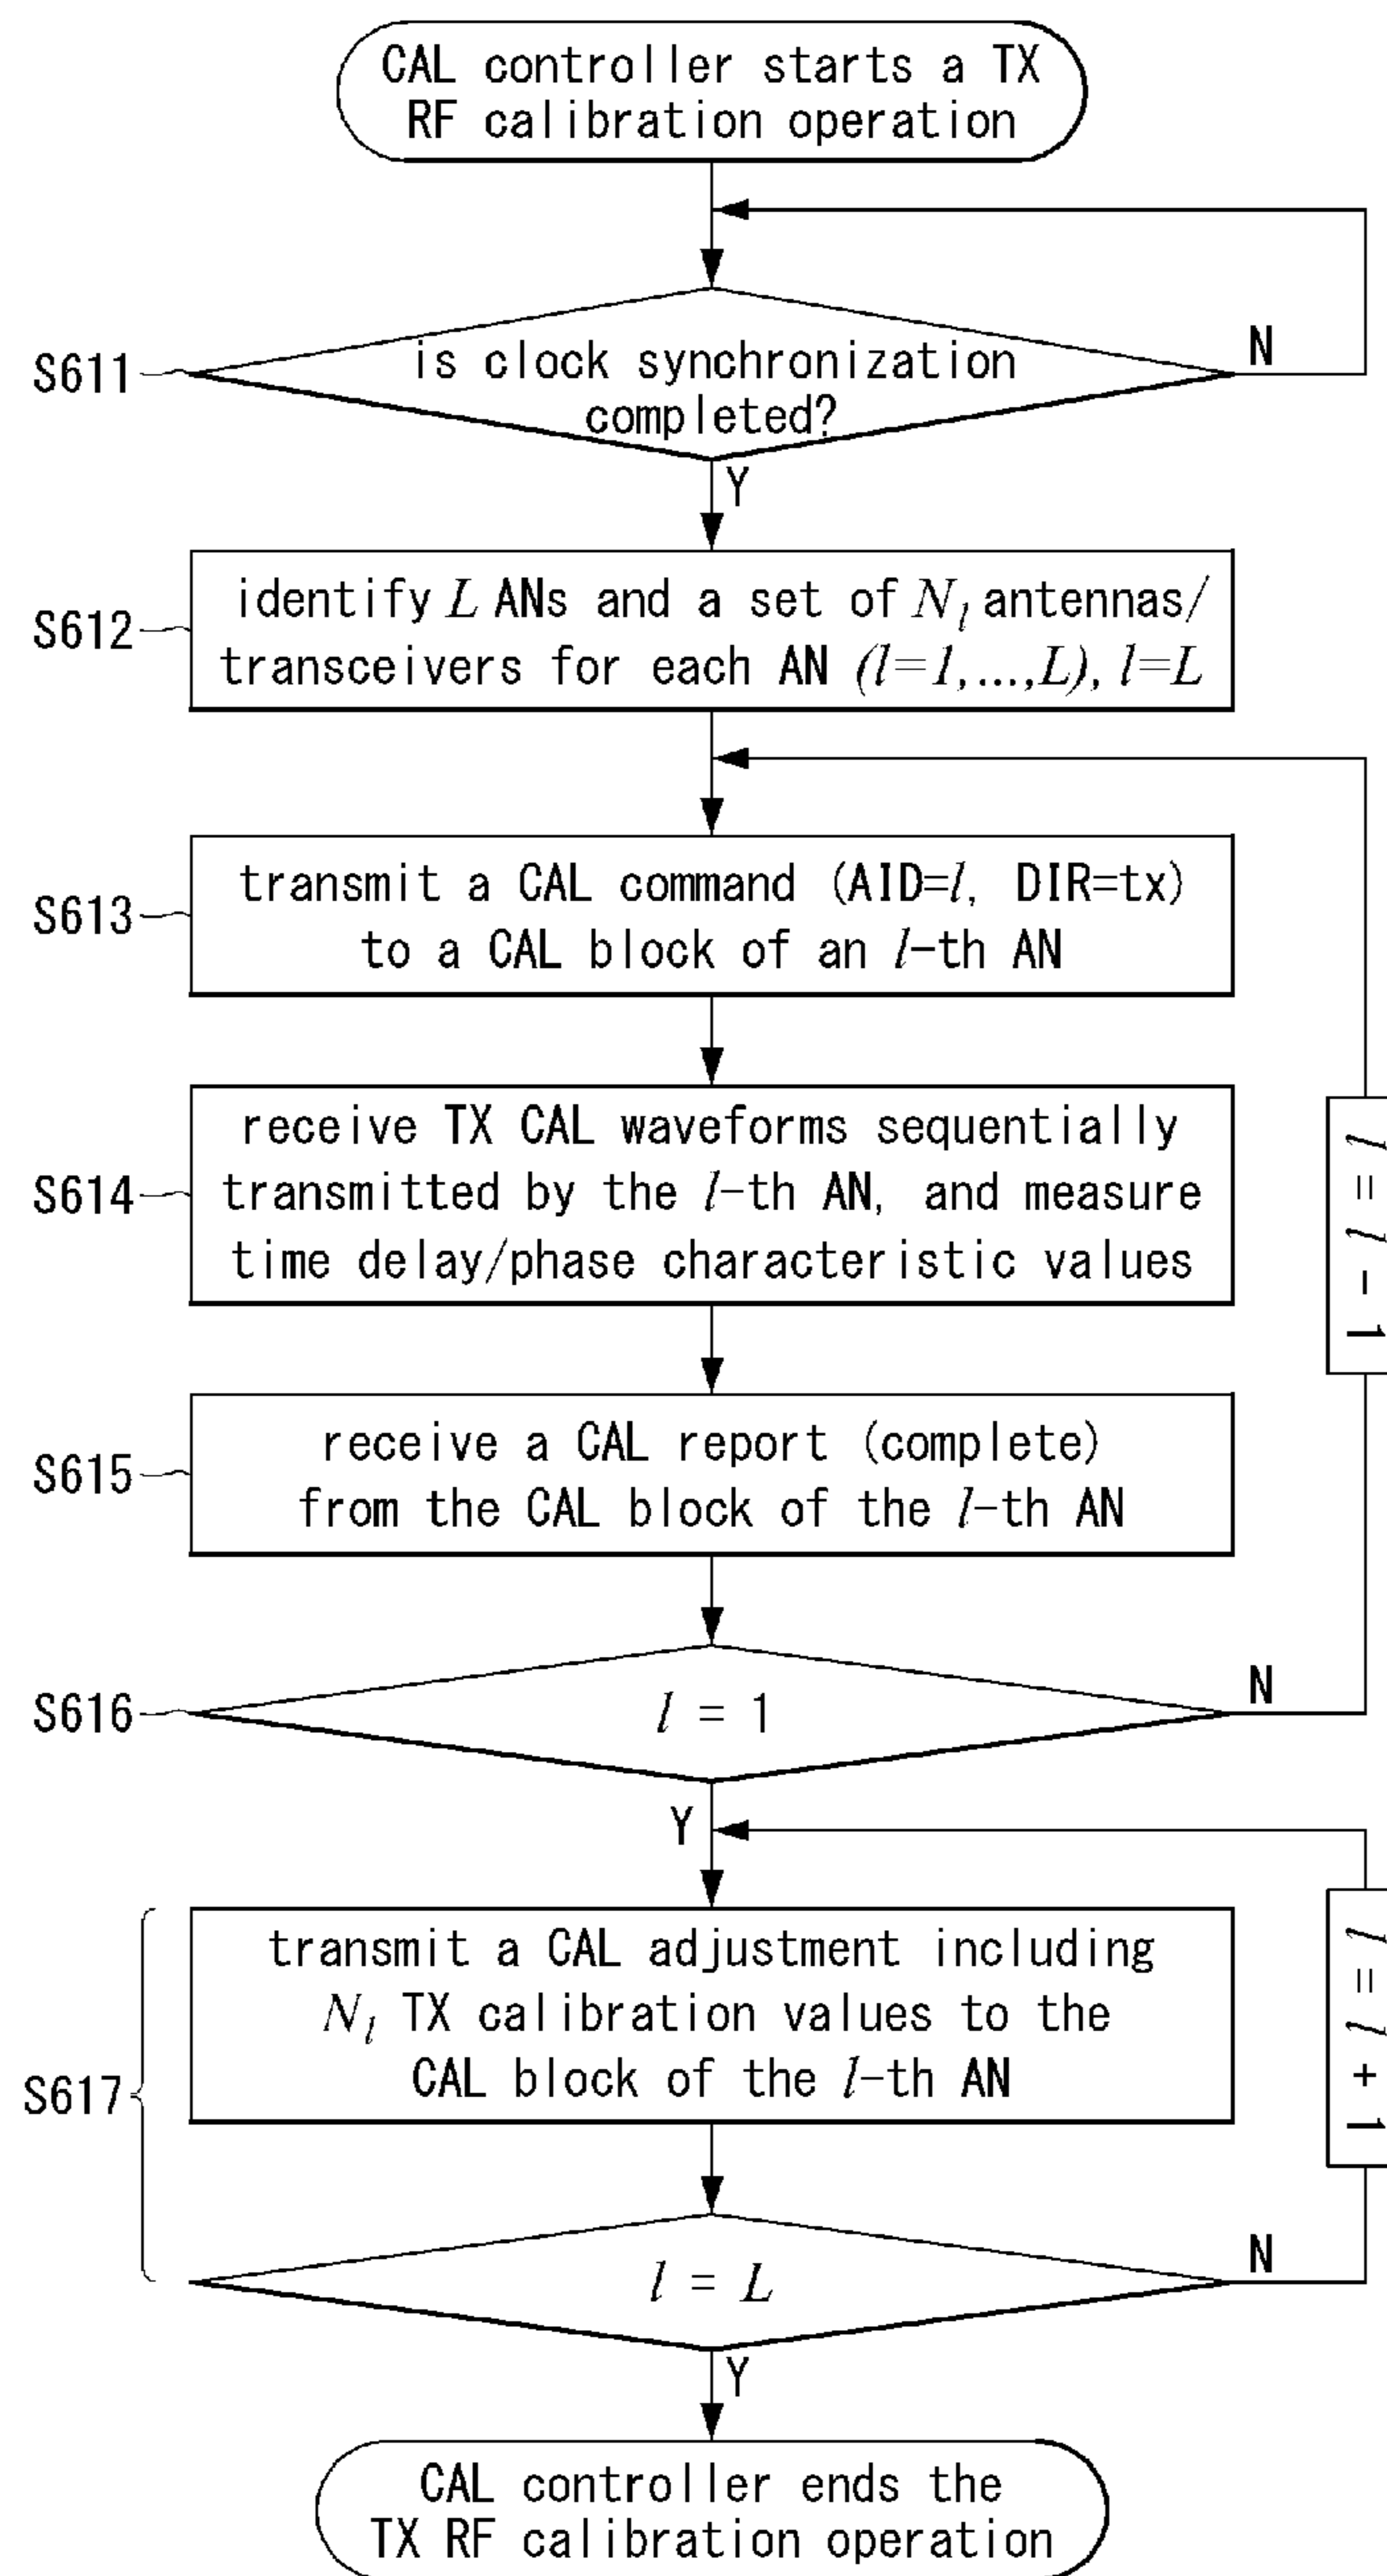 CAL controller starts a TX
RF calibration operation
N
S611
is clock synchronization
completed?
Y
S612
identify L ANs and a set of N_l antennas/
transceivers for each AN (l=1,...,L), l=L
S613
transmit a CAL command (AID=l, DIR=tx)
to a CAL block of an l-th AN
S614
receive TX CAL waveforms sequentially
transmitted by the l-th AN, and measure
time delay/phase characteristic values
l = l - 1
S615
receive a CAL report (complete)
from the CAL block of the l-th AN
N
S616
l = 1
Y
S617
transmit a CAL adjustment including
N_l TX calibration values to the
CAL block of the l-th AN
l = l + 1
N
l = L
Y
CAL controller ends the
TX RF calibration operation